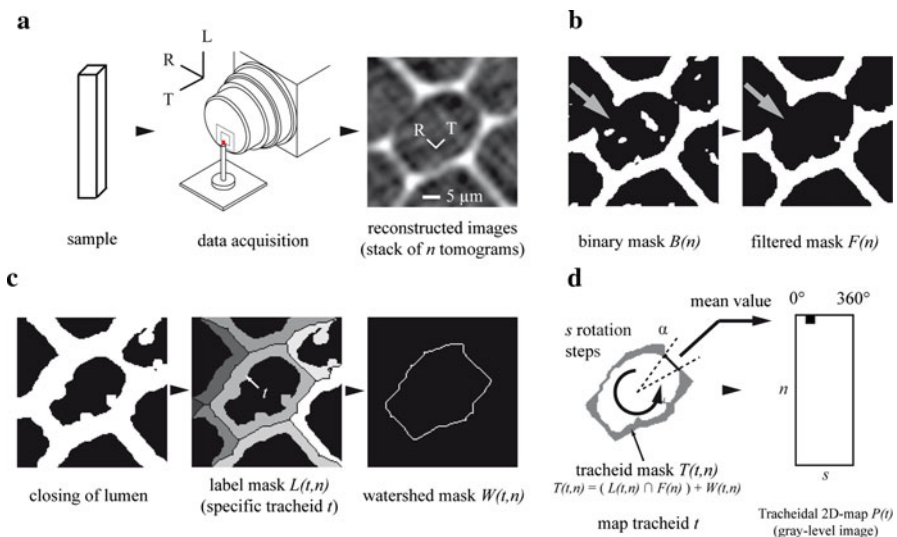 a
L
R
T
R T
5 µm
sample
data acquisition
reconstructed images
(stack of n tomograms)
b
binary mask B(n)
filtered mask F(n)
c
closing of lumen
t
label mask L(t,n)
(specific tracheid t)
watershed mask W(t,n)
d
mean value
0° 360°
s rotation
steps
α
n
s
tracheid mask T(t,n)
T(t,n) = ( L(t,n) ∩ F(n) ) + W(t,n)
map tracheid t
Tracheidal 2D-map P(t)
(gray-level image)